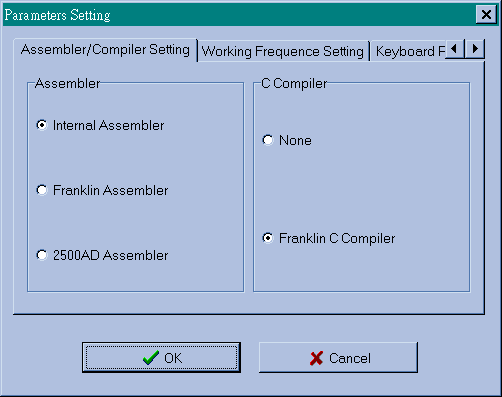 Parameters Setting
Assembler/Compiler Setting Working Frequence Setting Keyboard
Assembler
Internal Assembler
Franklin Assembler
2500AD Assembler
C Compiler
None
Franklin C Compiler
OK Cancel